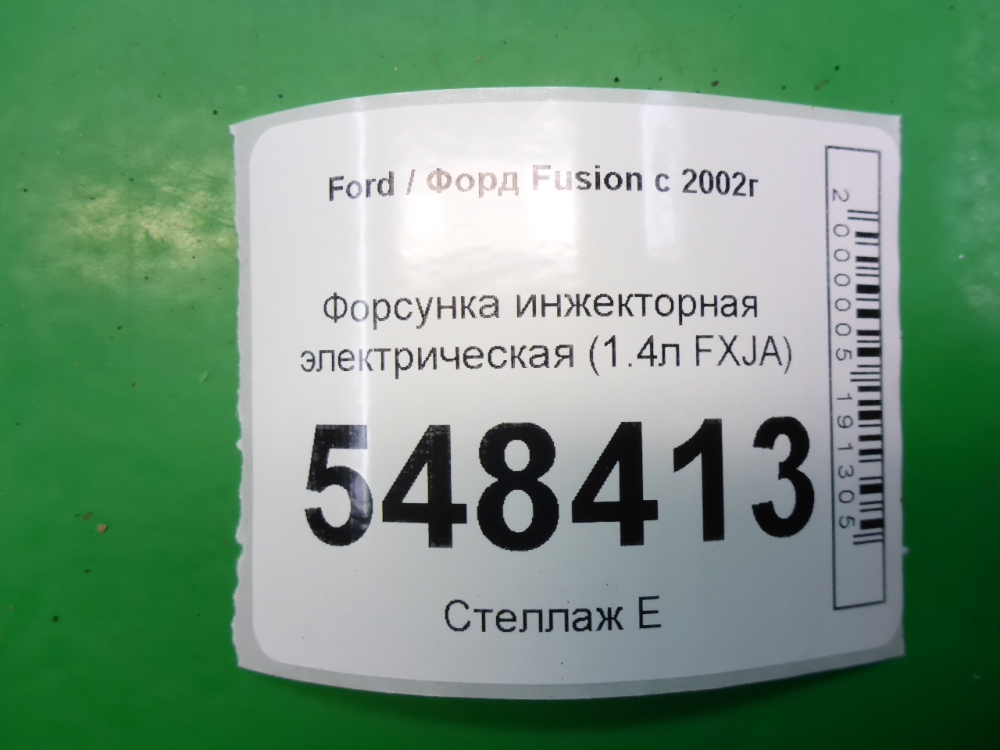 Ford / Форд Fusion с 2002г
Форсунка инжекторная
электрическая (1.4л FXJA)
548413
Стеллаж Е
2000005191305